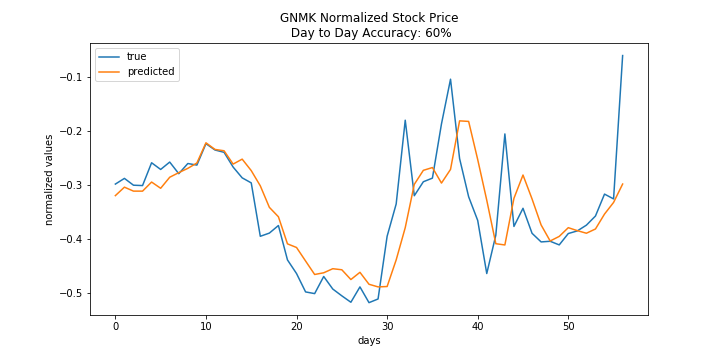 GNMK Normalized Stock Price
Day to Day Accuracy: 60%
true
predicted
normalized values
−0.1
−0.2
−0.3
−0.4
−0.5
0
10
20
30
40
50
days